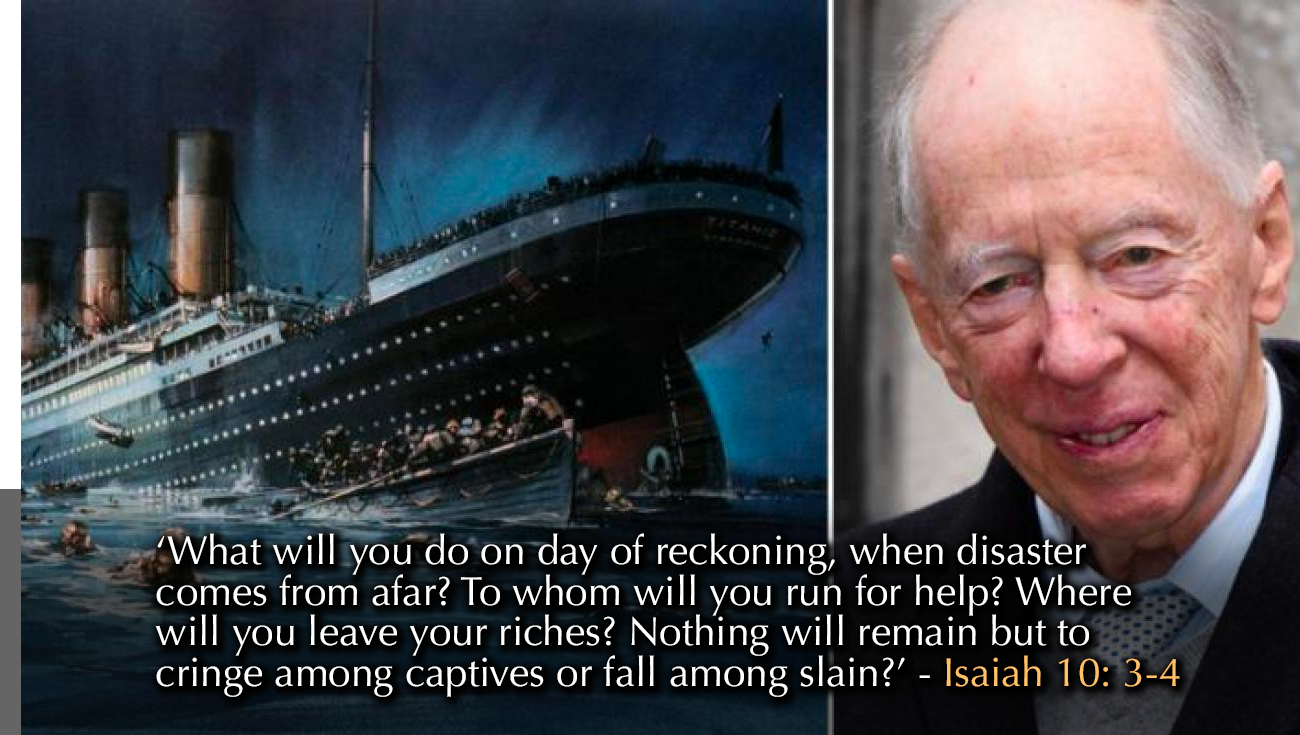 TITANIC
‘What will you do on day of reckoning, when disaster
comes from afar? To whom will you run for help? Where
will you leave your riches? Nothing will remain but to
cringe among captives or fall among slain?’ - Isaiah 10: 3-4